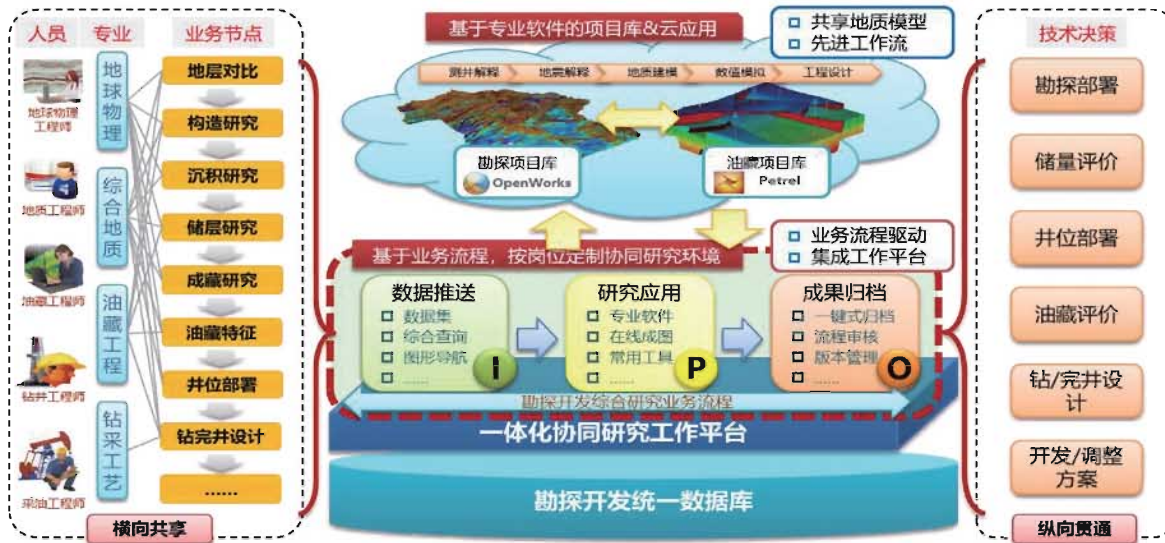 人员
专业
业务节点
地球物理工程师
地质工程师
油藏工程师
钻井工程师
采油工程师
地球物理
综合地质
油藏工程
钻采工艺
地层对比
构造研究
沉积研究
储层研究
成藏研究
油藏特征
井位部署
钻完井设计
……
横向共享
基于专业软件的项目库&云应用
共享地质模型
先进工作流
测井解释
地震解释
地质建模
数值模拟
工程设计
勘探项目库
OpenWorks
油藏项目库
Petrel
基于业务流程，按岗位定制协同研究环境
业务流程驱动
集成工作平台
数据推送
数据集
综合查询
图形导航
……
I
研究应用
专业软件
在线成图
常用工具
……
P
成果归档
一键式归档
流程审核
版本管理
……
O
勘探开发综合研究业务流程
一体化协同研究工作平台
勘探开发统一数据库
技术决策
勘探部署
储量评价
井位部署
油藏评价
钻/完井设计
开发/调整
方案
纵向贯通